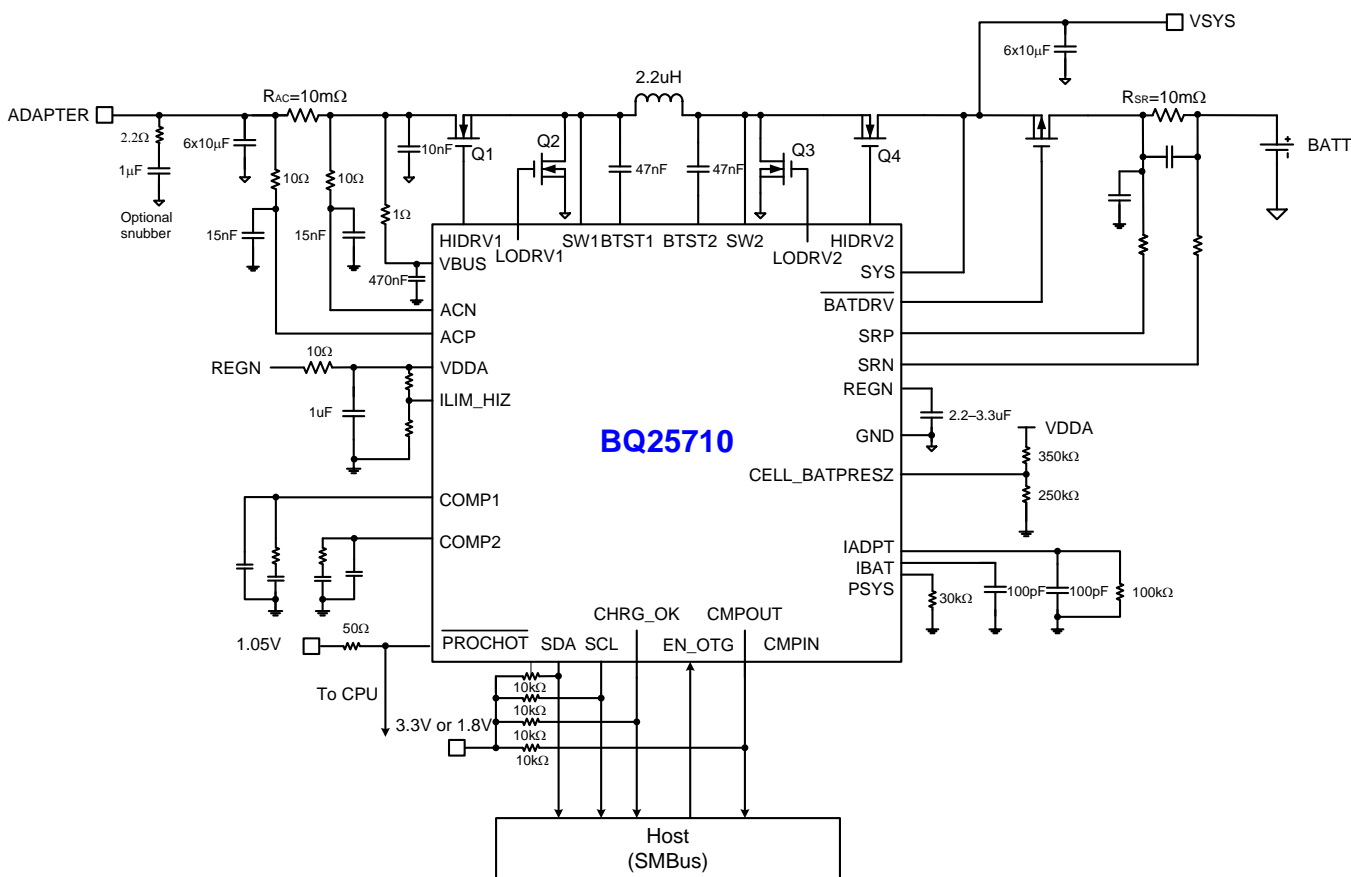 VSYS
6x10μF
2.2uH
ADAPTER
RAC=10mΩ
RSR=10mΩ
2.2Ω
6x10μF
10nF
Q1
Q2
Q3
Q4
BATT
1μF
10Ω
10Ω
47nF
47nF
Optional
snubber
1Ω
15nF
15nF
HIDRV1
LODRV1
SW1
BTST1
BTST2
SW2
LODRV2
HIDRV2
VBUS
SYS
470nF
BATDRV
ACN
SRP
ACP
SRN
REGN
10Ω
VDDA
REGN
1uF
ILIM_HIZ
2.2–3.3uF
GND
VDDA
BQ25710
350kΩ
CELL_BATPRESZ
250kΩ
COMP1
COMP2
IADPT
IBAT
PSYS
30kΩ
100pF
100pF
100kΩ
CHRG_OK
CMPOUT
1.05V
50Ω
PROCHOT
SDA
SCL
EN_OTG
CMPIN
To CPU
10kΩ
10kΩ
3.3V or 1.8V
10kΩ
10kΩ
Host
(SMBus)